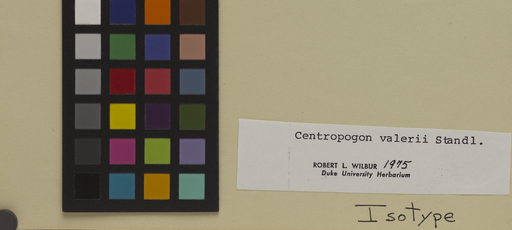 Centropogon valerii Standl.
ROBERT L. WILBUR 1975
Duke University Herbarium
Isotype